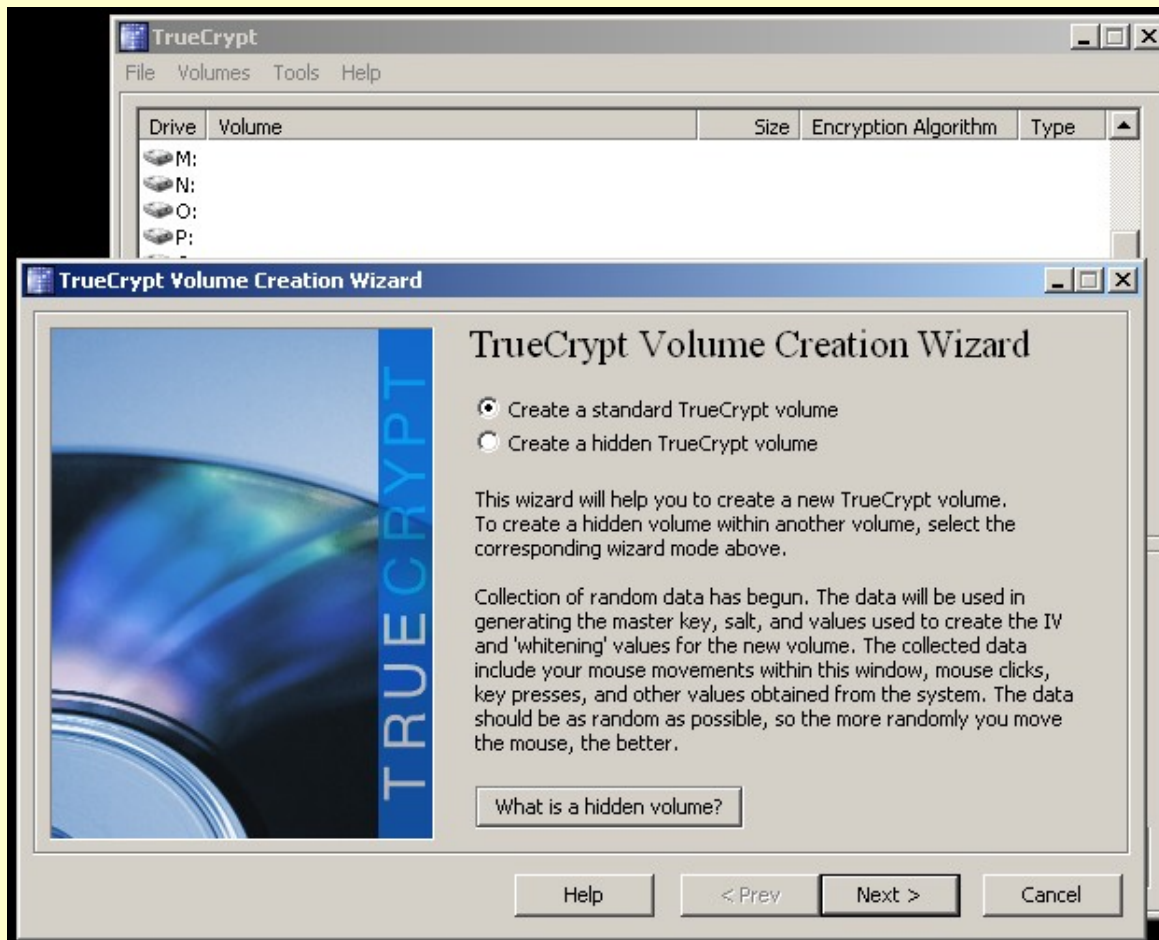 TrueCrypt
File Volumes Tools Help
Drive Volume Size Encryption Algorithm Type
M:
N:
O:
P:
TrueCrypt Volume Creation Wizard
TRUECRYPT
TrueCrypt Volume Creation Wizard
Create a standard TrueCrypt volume
Create a hidden TrueCrypt volume
This wizard will help you to create a new TrueCrypt volume.
To create a hidden volume within another volume, select the
corresponding wizard mode above.
Collection of random data has begun. The data will be used in
generating the master key, salt, and values used to create the IV
and 'whitening' values for the new volume. The collected data
include your mouse movements within this window, mouse clicks,
key presses, and other values obtained from the system. The data
should be as random as possible, so the more randomly you move
the mouse, the better.
What is a hidden volume?
Help < Prev Next > Cancel